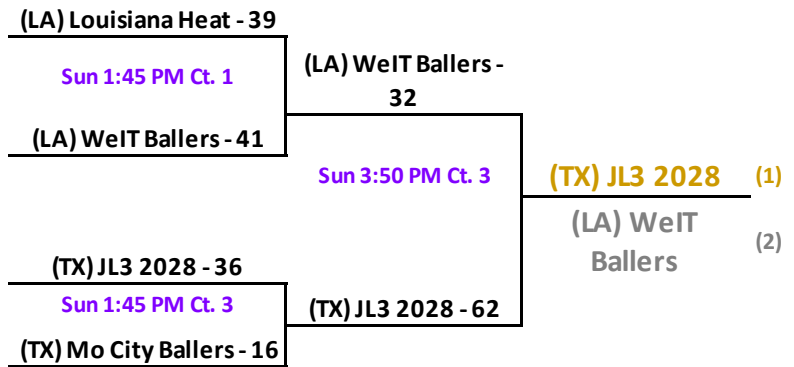 (LA) Louisiana Heat - 39
Sun 1:45 PM Ct. 1
(LA) WeIT Ballers - 41
(LA) WeIT Ballers -
32
Sun 3:50 PM Ct. 3
(TX) JL3 2028 (1)
(LA) WeIT
Ballers
(2)
(TX) JL3 2028 - 36
Sun 1:45 PM Ct. 3
(TX) Mo City Ballers - 16
(TX) JL3 2028 - 62